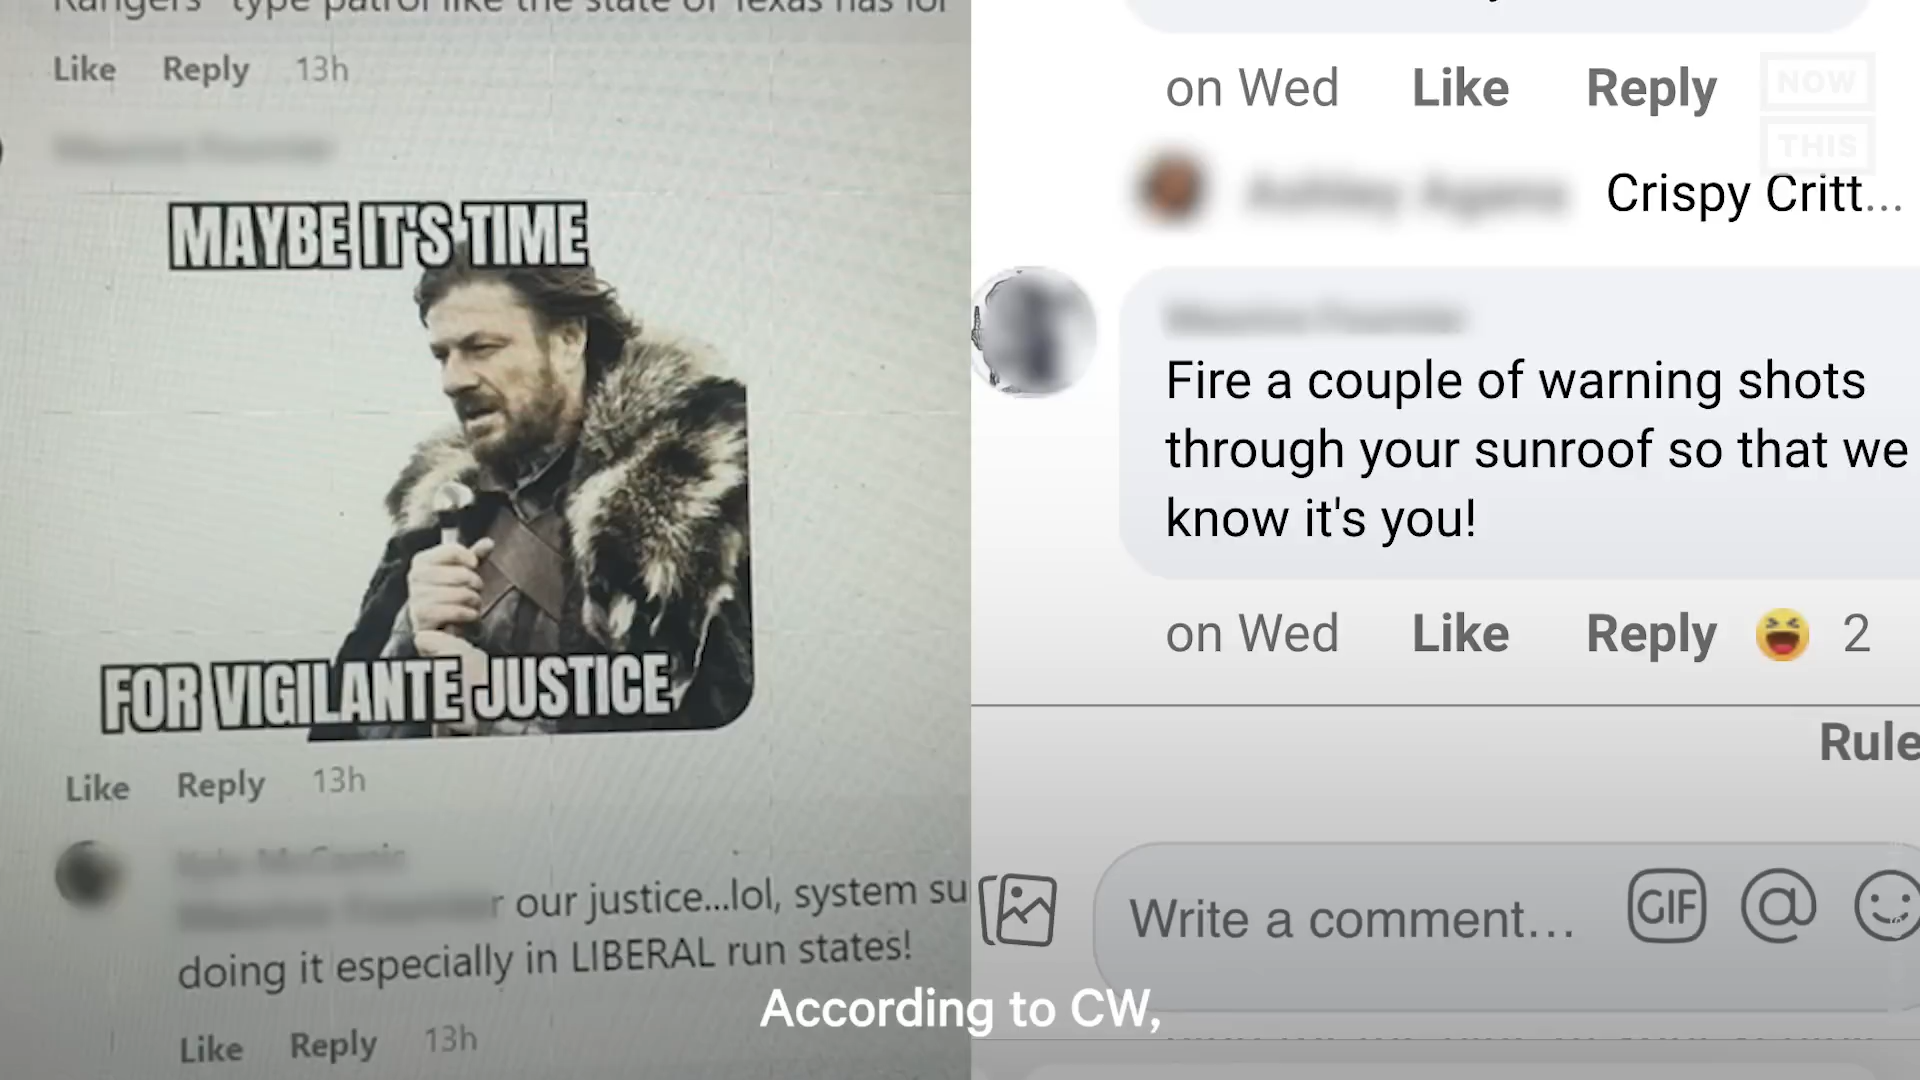 Rangers" type patrol like the state of Texas has for
Like Reply 13h
MAYBE IT'S TIME
FOR VIGILANTE JUSTICE
Like Reply 13h
r our justice...lol, system su
doing it especially in LIBERAL run states!
Like Reply 13h
on Wed Like Reply
NOW
THIS
Crispy Critt...
Fire a couple of warning shots
through your sunroof so that we
know it's you!
on Wed Like Reply 2
Rule
Write a comment... GIF @
According to CW,